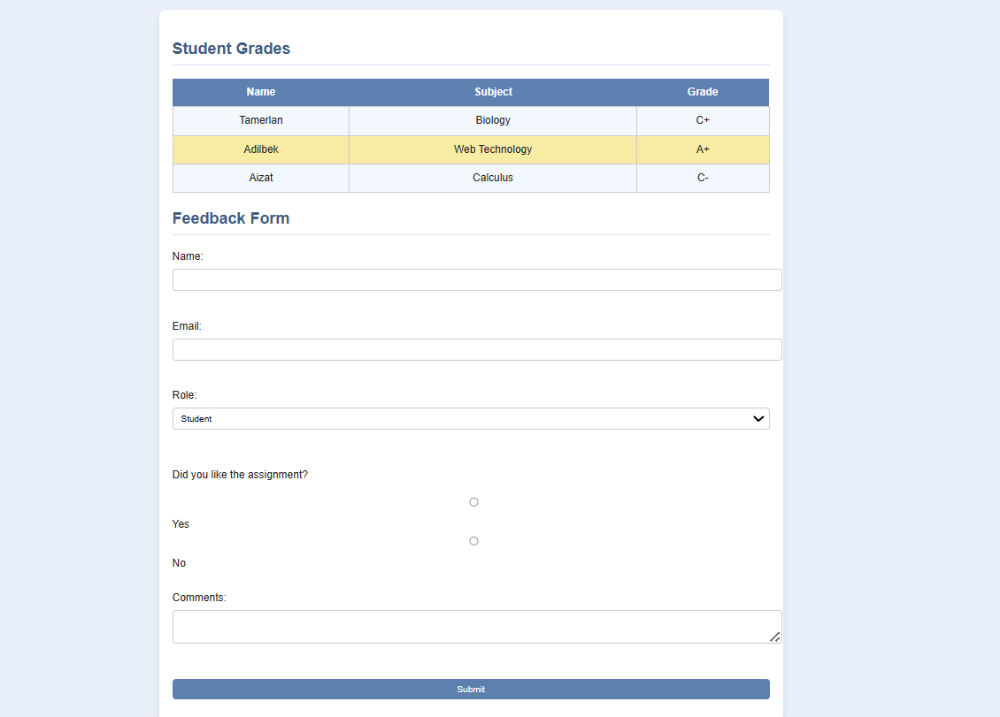 Student Grades
Name Subject Grade
Tamerlan Biology C+
Adilbek Web Technology A+
Aizat Calculus C-
Feedback Form
Name:
Email:
Role:
Student
Did you like the assignment?
Yes
No
Comments:
Submit